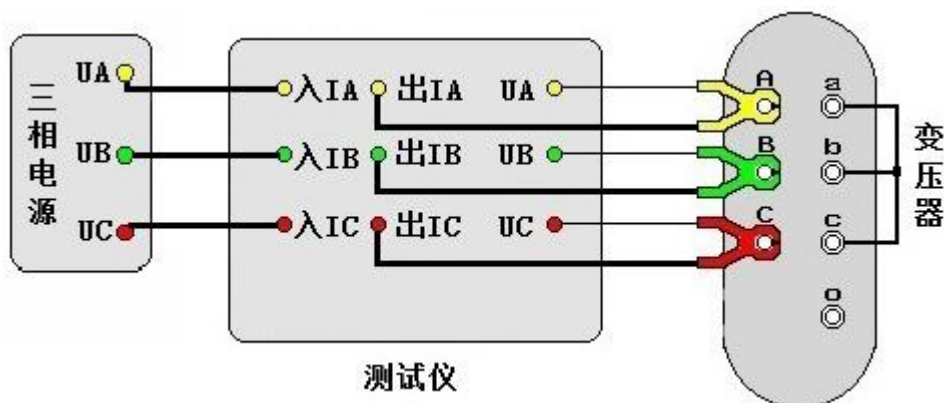 三相电源
UA
UB
UC
入IA 出IA UA
入IB 出IB UB
入IC 出IC UC
测试仪
A a
B b
C c
o
变压器